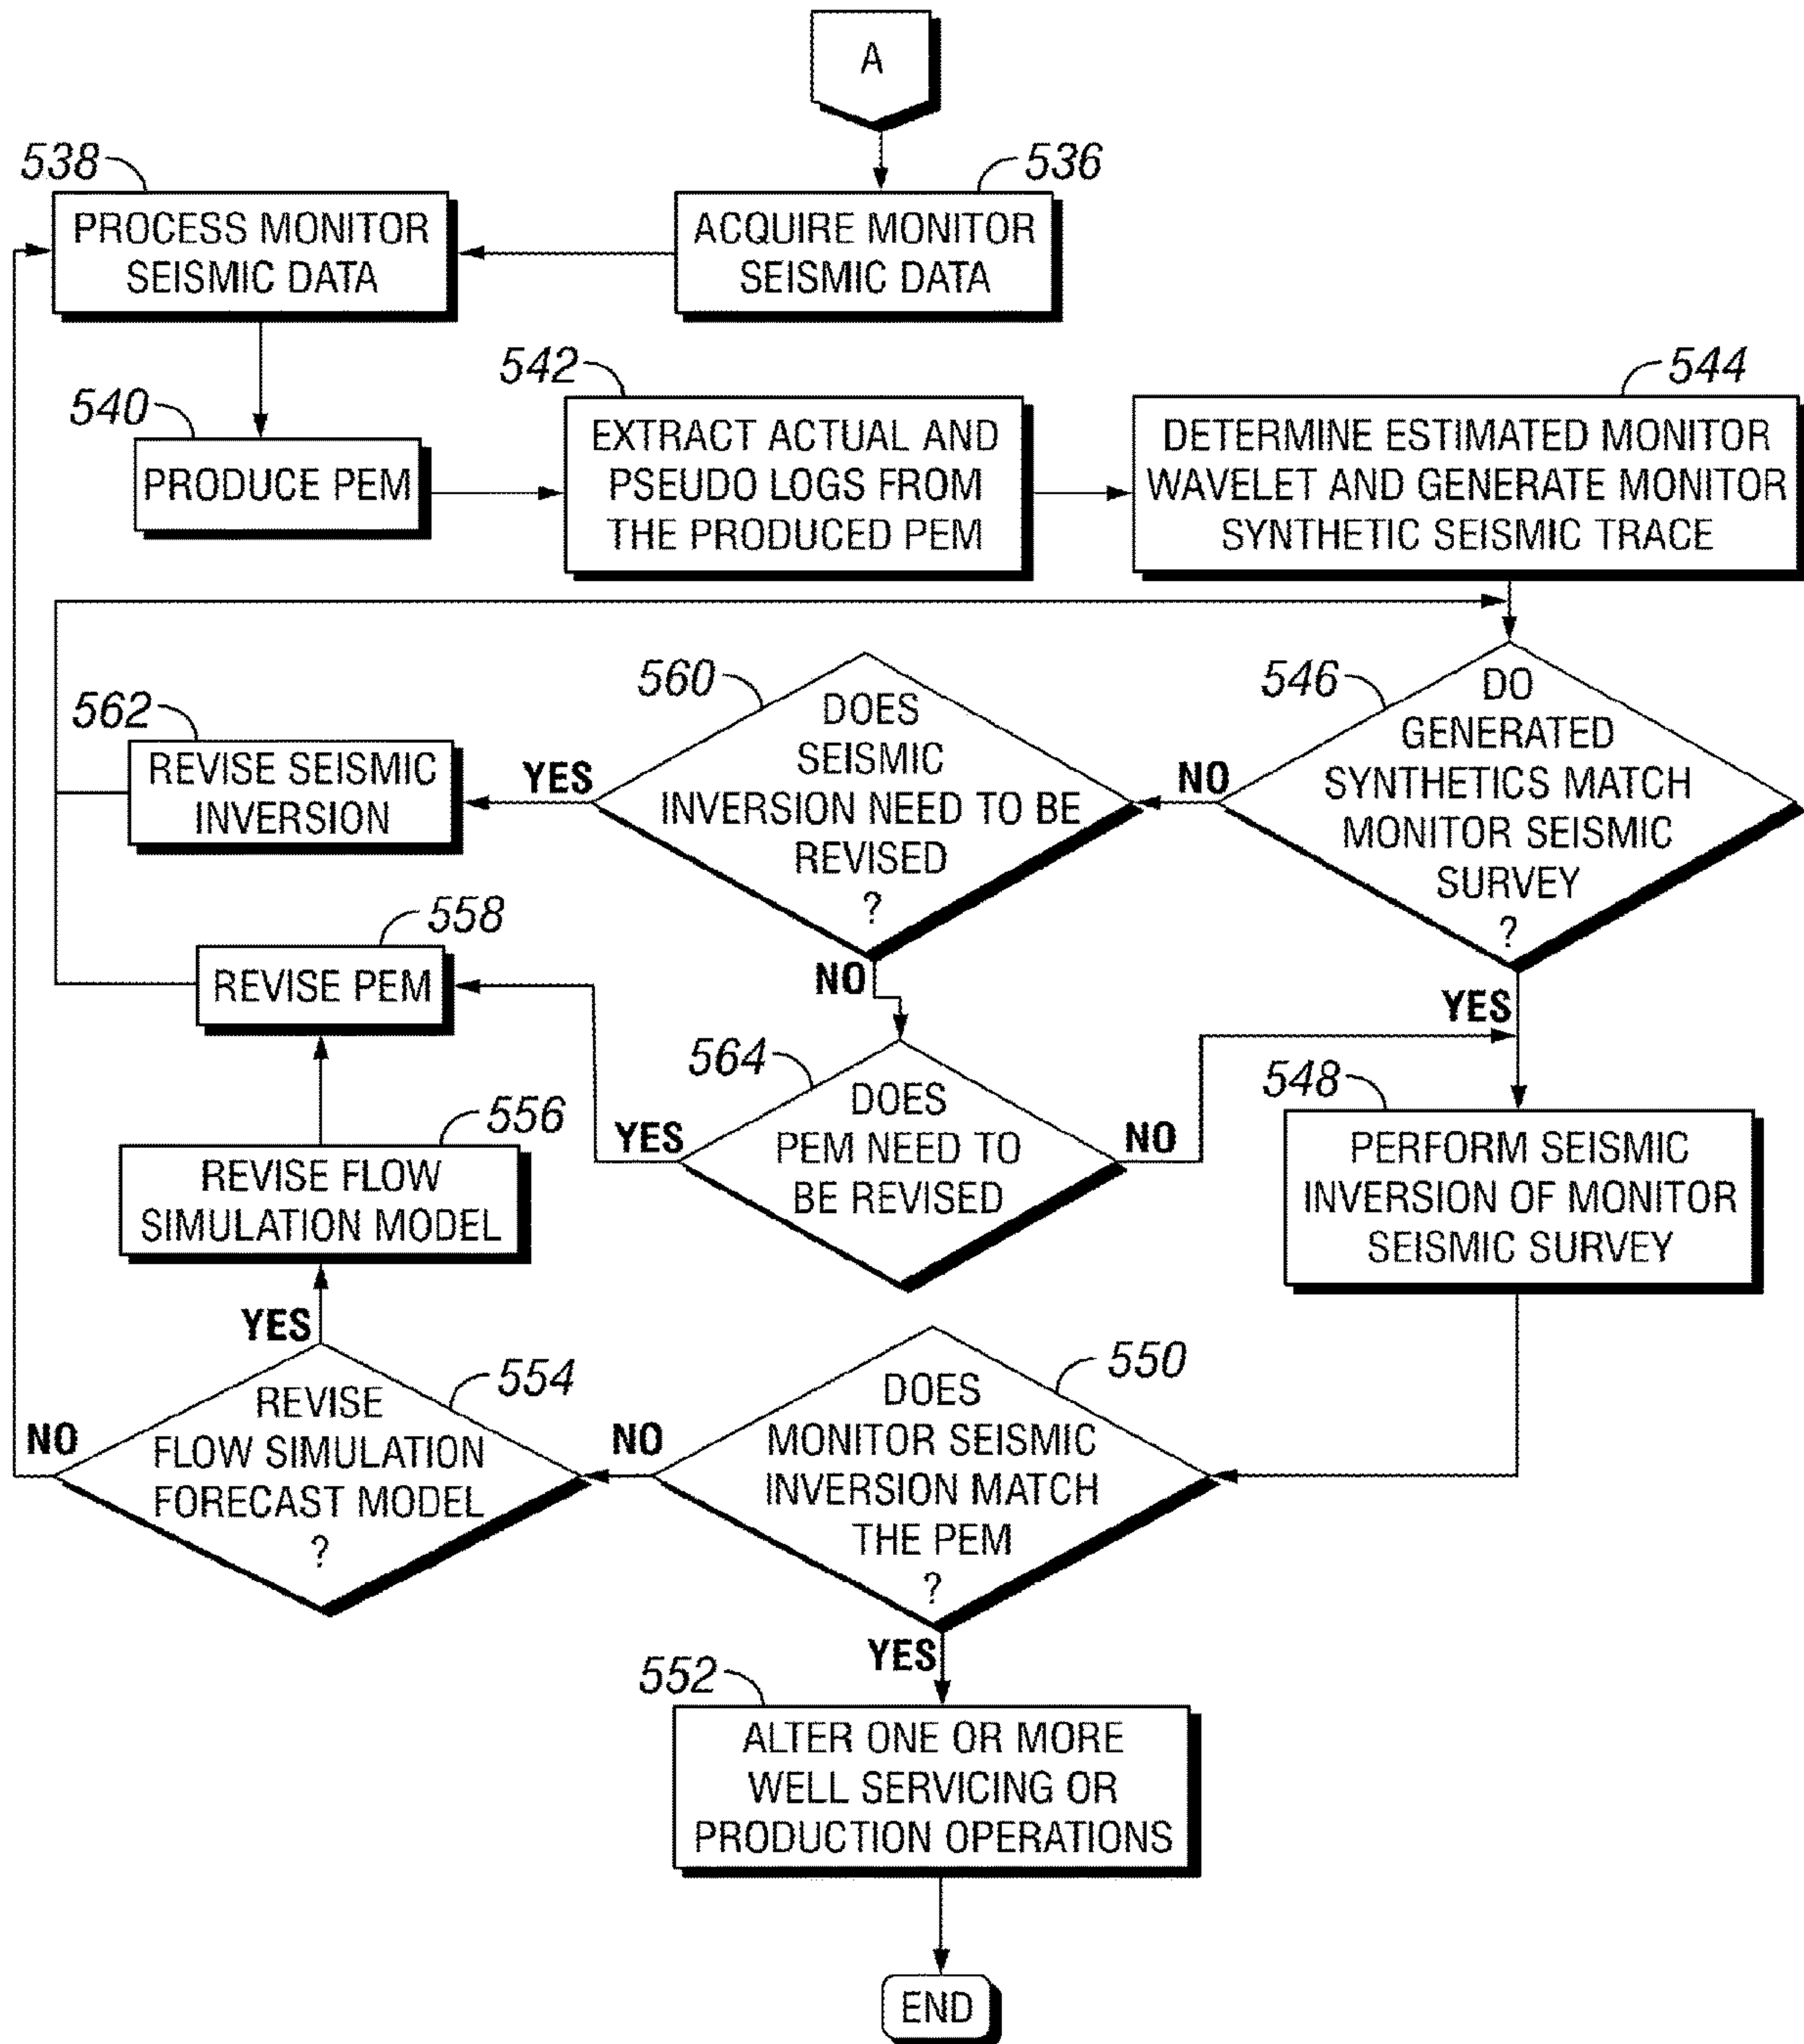 A
538
536
PROCESS MONITOR
SEISMIC DATA
ACQUIRE MONITOR
SEISMIC DATA
540
542
544
PRODUCE PEM
EXTRACT ACTUAL AND
PSEUDO LOGS FROM
THE PRODUCED PEM
DETERMINE ESTIMATED MONITOR
WAVELET AND GENERATE MONITOR
SYNTHETIC SEISMIC TRACE
562
REVISE SEISMIC
INVERSION
YES
560
DOES
SEISMIC
INVERSION NEED TO BE
REVISED
?
NO
NO
546
DO
GENERATED
SYNTHETICS MATCH
MONITOR SEISMIC
SURVEY
?
YES
558
REVISE PEM
556
REVISE FLOW
SIMULATION MODEL
YES
564
DOES
PEM NEED TO
BE REVISED
YES
NO
548
PERFORM SEISMIC
INVERSION OF MONITOR
SEISMIC SURVEY
554
REVISE
FLOW SIMULATION
FORECAST MODEL
?
NO
NO
550
DOES
MONITOR SEISMIC
INVERSION MATCH
THE PEM
?
YES
552
ALTER ONE OR MORE
WELL SERVICING OR
PRODUCTION OPERATIONS
END